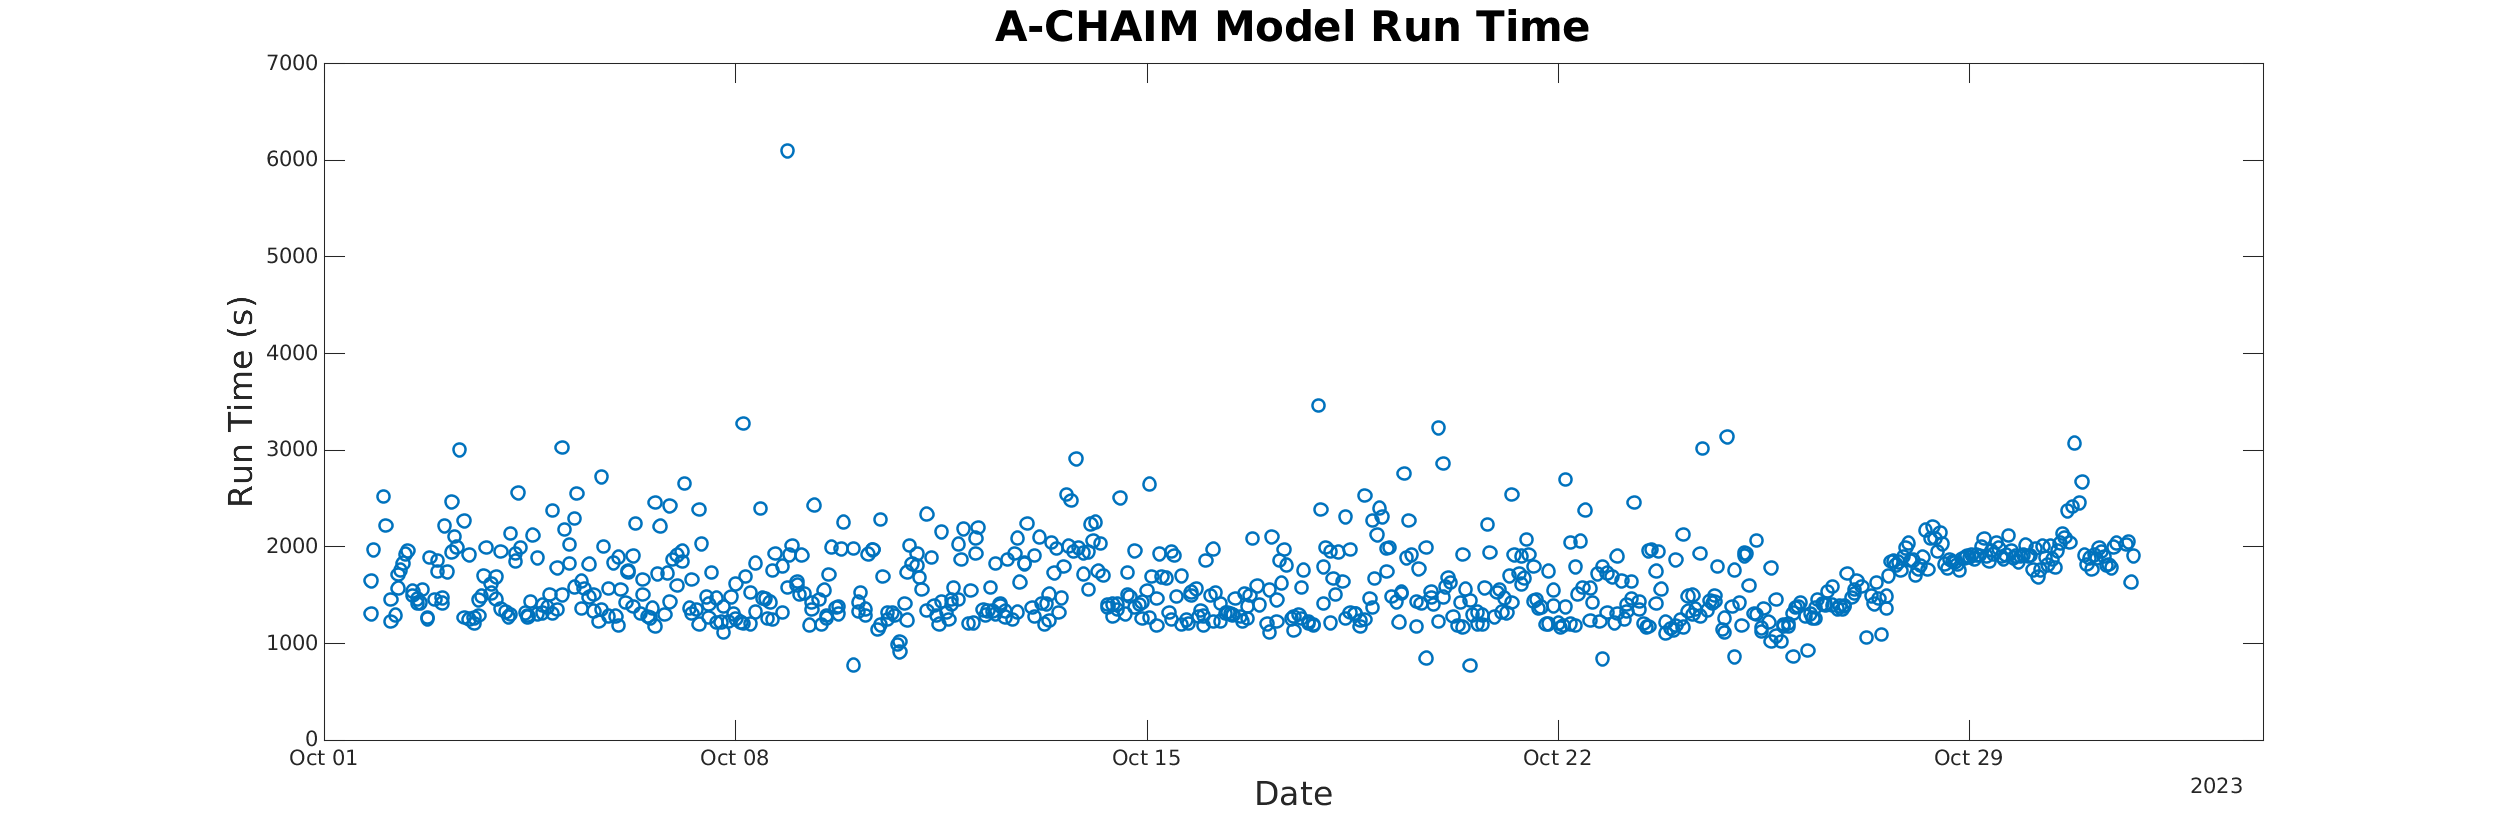 A-CHAIM Model Run Time
7000
6000
5000
4000
3000
2000
1000
0
Run Time (s)
Oct 01 Oct 08 Oct 15 Oct 22 Oct 29
2023
Date